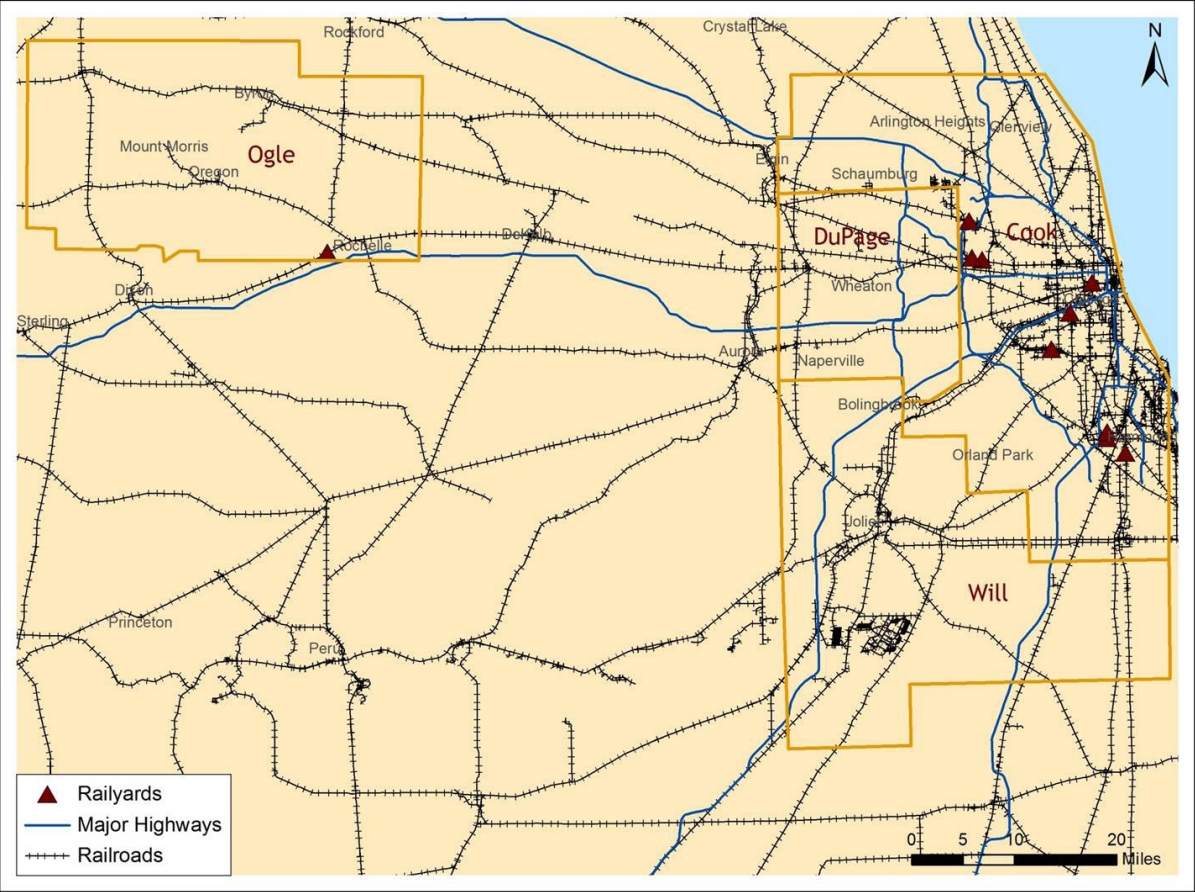 Rockford
Crystal Lake
N
Byron
Arlington Heights
Glenview
Mount Morris
Ogle
Elgin
Oregon
Schaumburg
DuPage
Cook
Rochelle
DeKalb
Wheaton
Dixon
Sterling
Aurora
Naperville
Bolingbrook
Orland Park
Joliet
Will
Princeton
Peru
Railyards
Major Highways
Railroads
0 5 10 20
Miles